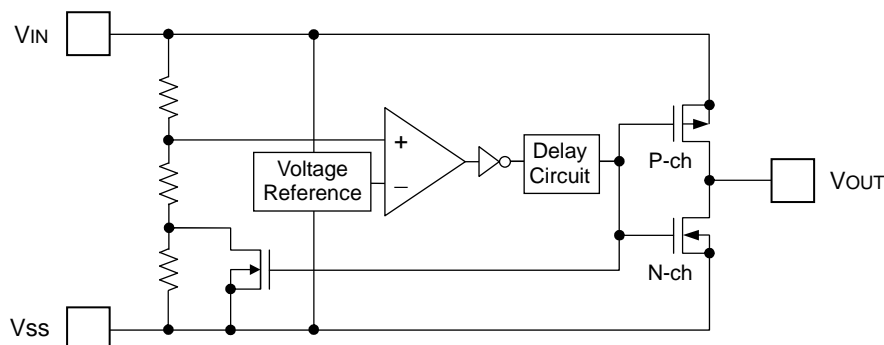 VIN
+
−
Voltage
Reference
Delay
Circuit
P-ch
VOUT
N-ch
VSS